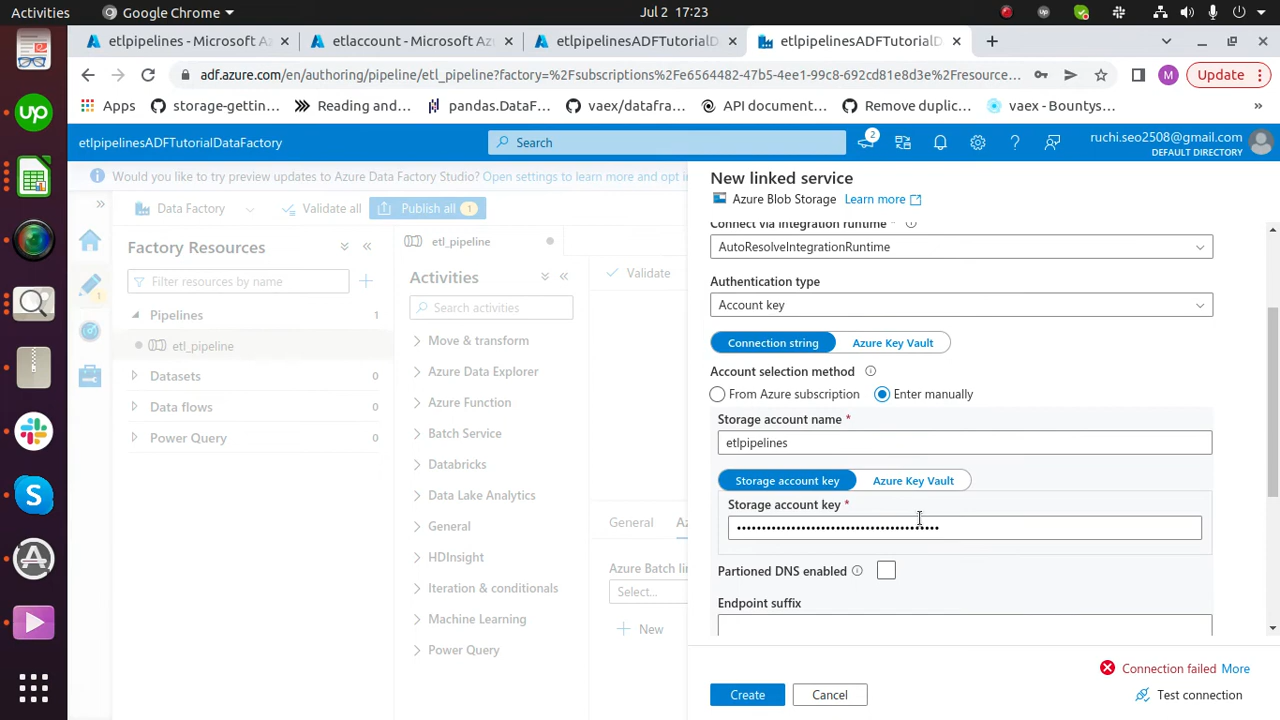 Activities
Google Chrome
Jul 2 17:23
etlpipelines - Microsoft Az
etlaccount - Microsoft Az
etlpipelinesADFTutorialD
etlpipelinesADFTutorialD
adf.azure.com/en/authoring/pipeline/etl_pipeline?factory=%2Fsubscriptions%2Fe6564482-47b5-4ee1-99c8-992cd81e8d3e%2Fresource...
M
Update
Apps
storage-gettin...
Reading and...
pandas.DataF...
vaex/datafra...
API document...
Remove duplic...
vaex - Bountys...
»
up
etlpipelinesADFTutorialDataFactory
Search
2
ruchi.seo2508@gmail.com
DEFAULT DIRECTORY
Would you like to try preview updates to Azure Data Factory Studio? Open settings to learn more and opt in
Data Factory
Validate all
Publish all 1
Factory Resources
Filter resources by name
Pipelines 1
etl_pipeline
Datasets 0
Data flows 0
Power Query 0
1
etl_pipeline
Activities
Search activities
Move & transform
Azure Data Explorer
Azure Function
Batch Service
Databricks
Data Lake Analytics
General
HDInsight
Iteration & conditionals
Machine Learning
Power Query
Validate
General
Az
Azure Batch lin
Select...
New
New linked service
Azure Blob Storage Learn more
Connect via integration runtime *
AutoResolveIntegrationRuntime
Authentication type
Account key
Connection string
Azure Key Vault
Account selection method
From Azure subscription
Enter manually
Storage account name *
etlpipelines
Storage account key
Azure Key Vault
Storage account key *
Partioned DNS enabled
Endpoint suffix
Connection failed More
Create
Cancel
Test connection